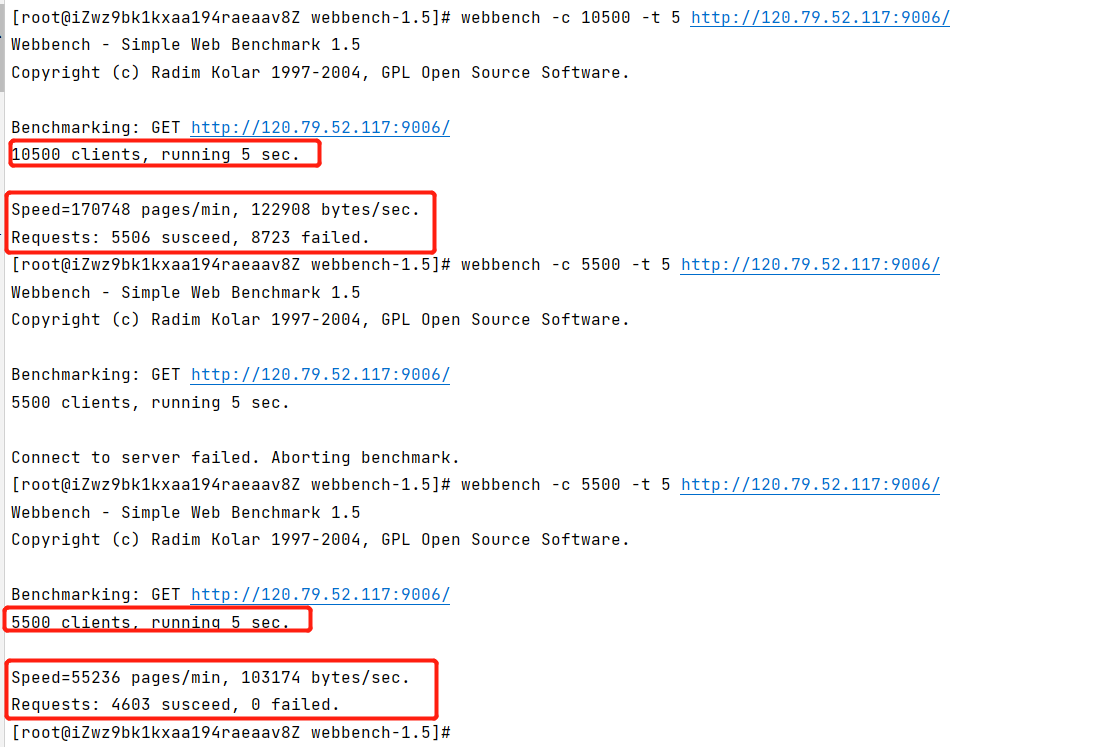 [root@iZwz9bk1kxaa194raeaav8Z webbench-1.5]# webbench -c 10500 -t 5 http://120.79.52.117:9006/
Webbench - Simple Web Benchmark 1.5
Copyright (c) Radim Kolar 1997-2004, GPL Open Source Software.
Benchmarking: GET http://120.79.52.117:9006/
10500 clients, running 5 sec.
Speed=170748 pages/min, 122908 bytes/sec.
Requests: 5506 susceed, 8723 failed.
[root@iZwz9bk1kxaa194raeaav8Z webbench-1.5]# webbench -c 5500 -t 5 http://120.79.52.117:9006/
Webbench - Simple Web Benchmark 1.5
Copyright (c) Radim Kolar 1997-2004, GPL Open Source Software.
Benchmarking: GET http://120.79.52.117:9006/
5500 clients, running 5 sec.
Connect to server failed. Aborting benchmark.
[root@iZwz9bk1kxaa194raeaav8Z webbench-1.5]# webbench -c 5500 -t 5 http://120.79.52.117:9006/
Webbench - Simple Web Benchmark 1.5
Copyright (c) Radim Kolar 1997-2004, GPL Open Source Software.
Benchmarking: GET http://120.79.52.117:9006/
5500 clients, running 5 sec.
Speed=55236 pages/min, 103174 bytes/sec.
Requests: 4603 susceed, 0 failed.
[root@iZwz9bk1kxaa194raeaav8Z webbench-1.5]#